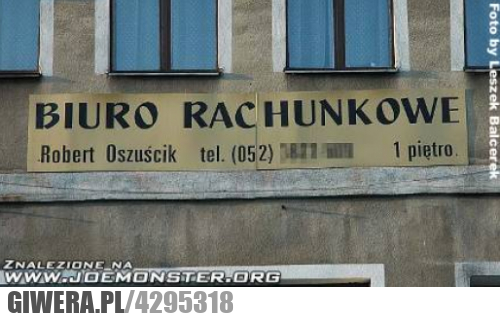 Foto by Leszek Balcerek
BIURO RACHUNKOWE
Robert Oszuścik tel. (052) 1 piętro.
ZNALEZIONE NA
WWW.JOEMONSTER.ORG
GIWERA.PL/4295318